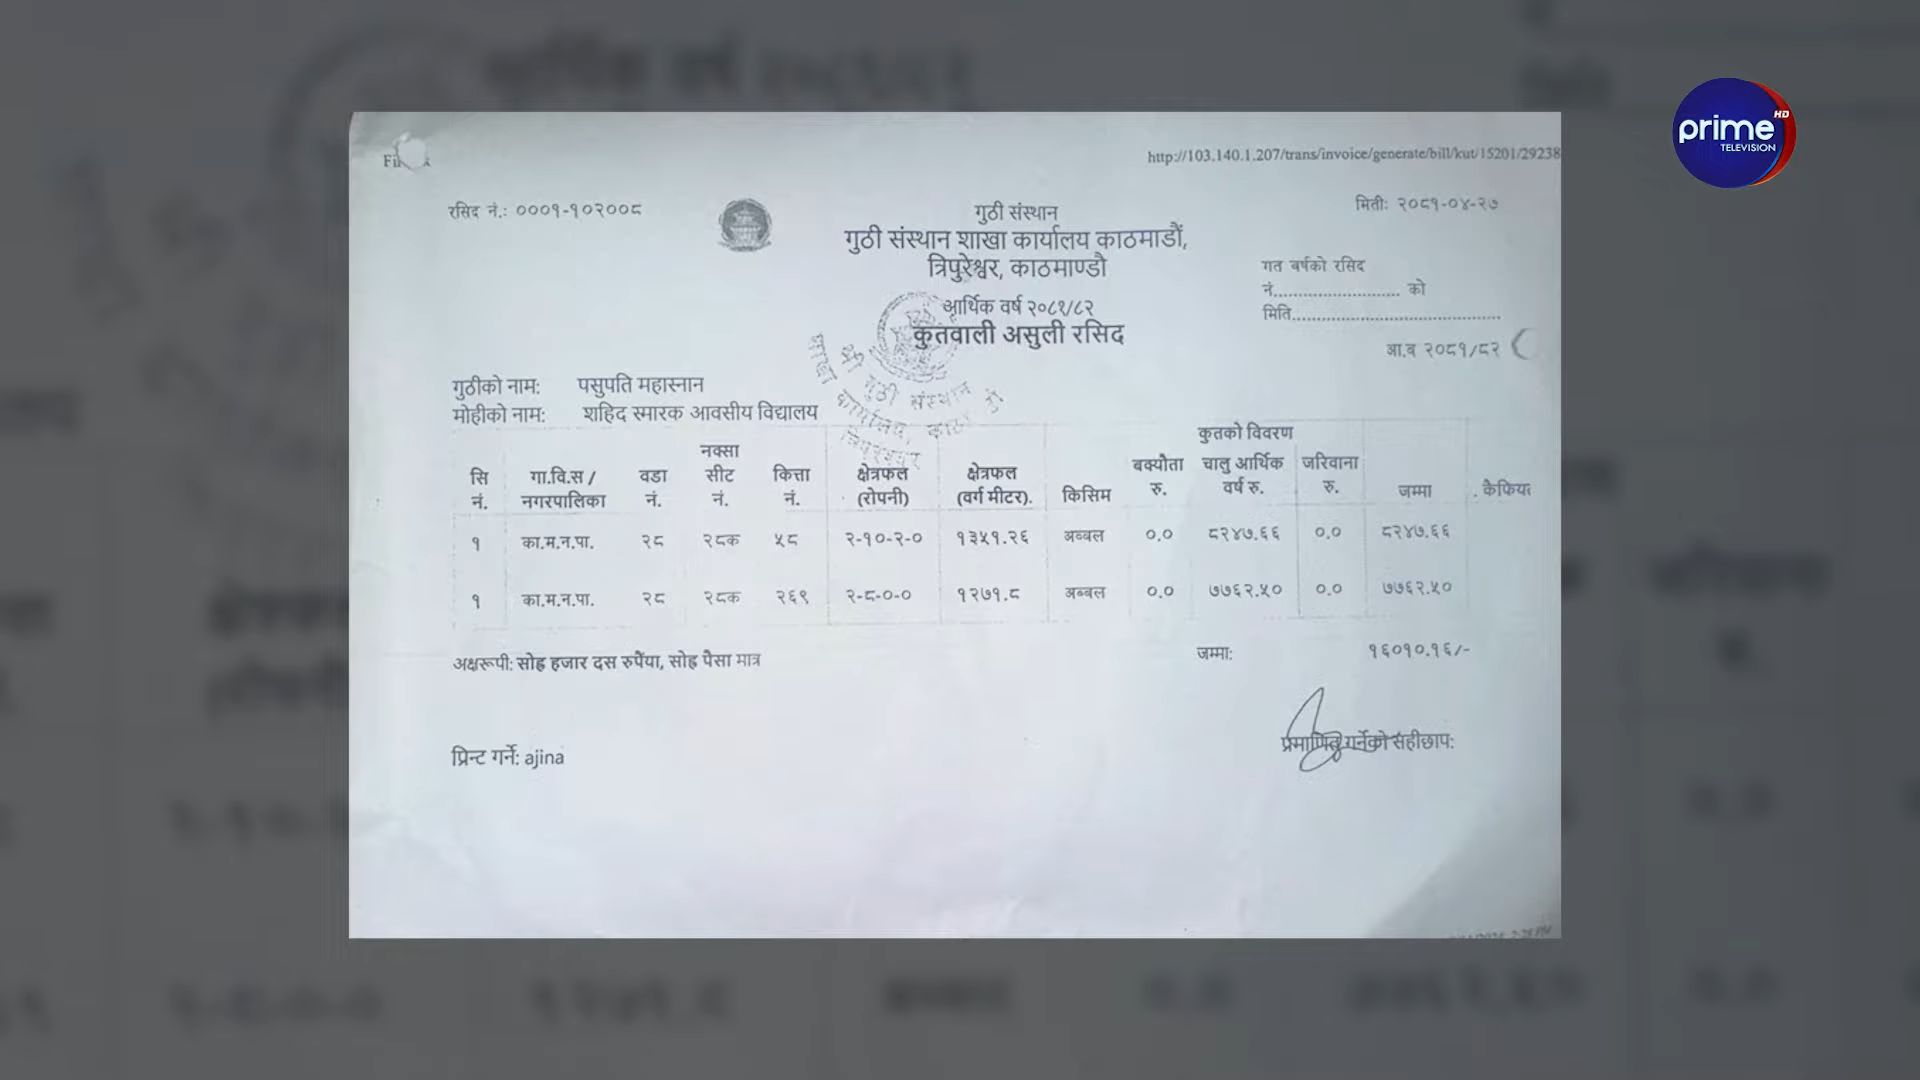 http://103.140.1.207/trans/invoice/generate/bill/kut/15201/29238
prime HD
TELEVISION
रसिद नं.: ०००१-१०२००८
गुठी संस्थान
मिती: २०८१-०४-२७
गुठी संस्थान शाखा कार्यालय काठमाडौं,
त्रिपुरेश्वर, काठमाण्डौ
गत बर्षको रसिद
नं.......................... को
मिति...........................................
आर्थिक वर्ष २०८१/८२
कुतवाली असुली रसिद
आ.ब २०८१/८२
श्री गुठी संस्थान
शाखा कार्यालय,
त्रिपुरेश्वर
गुठीको नाम: पसुपति महास्नान
मोहीको नाम: शहिद स्मारक आवसीय विद्यालय
कुतको विवरण
सि नं. गा.वि.स / नगरपालिका वडा नं. नक्सा सीट नं. कित्ता नं. क्षेत्रफल (रोपनी) क्षेत्रफल (वर्ग मीटर). किसिम बक्यौता रु. चालु आर्थिक वर्ष रु. जरिवाना रु. जम्मा कैफिय
१ का.म.न.पा. २८ २८क ५८ २-१०-२-० १३५१.२६ अब्बल ०.० ८२४७.६६ ०.० ८२४७.६६
१ का.म.न.पा. २८ २८क २६९ २-८-०-० १२७१.८ अब्बल ०.० ७७६२.५० ०.० ७७६२.५०
अक्षरूपी: सोह्र हजार दस रुपैंया, सोह्र पैसा मात्र
जम्मा: १६०१०.१६/-
प्रमाणित गर्नेको सहीछाप:
प्रिन्ट गर्ने: ajina